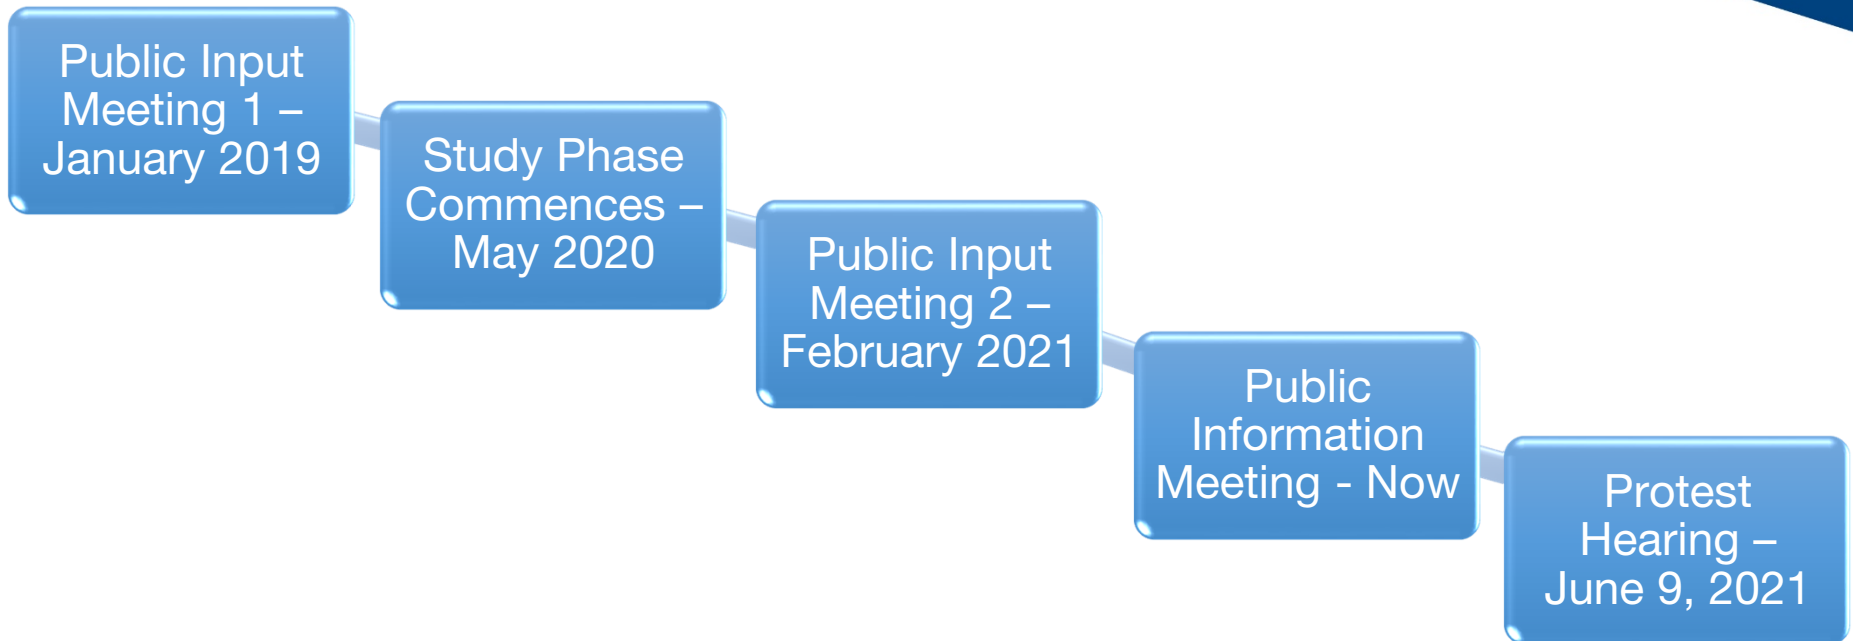 Public Input
Meeting 1 –
January 2019
Study Phase
Commences –
May 2020
Public Input
Meeting 2 –
February 2021
Public
Information
Meeting - Now
Protest
Hearing –
June 9, 2021